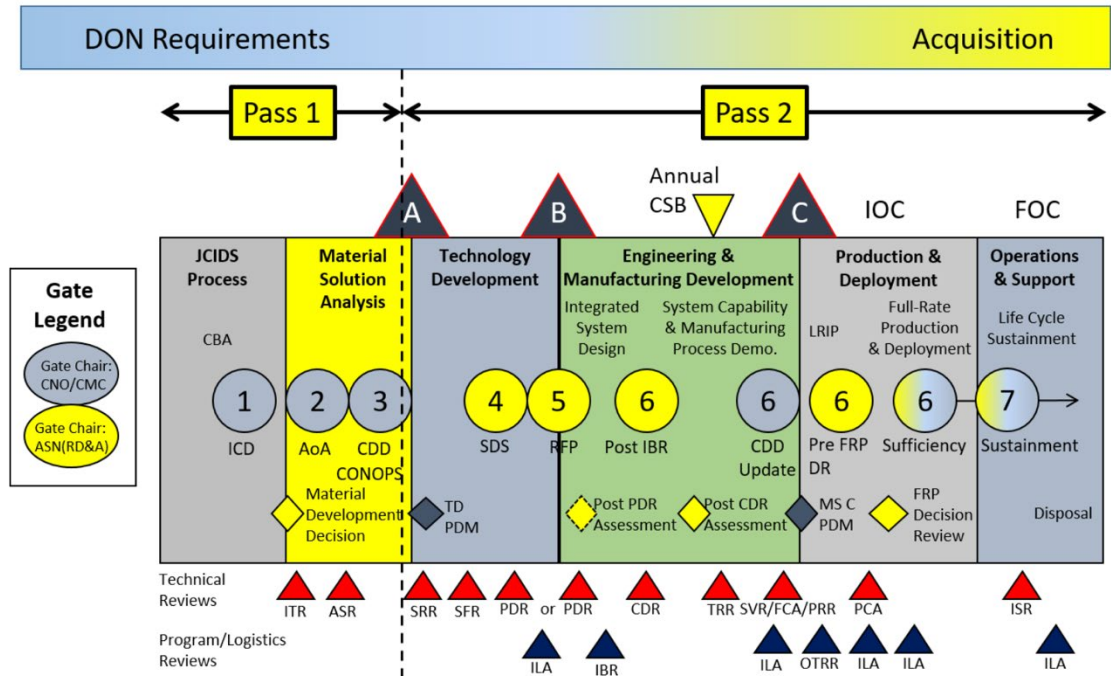 DON Requirements
Acquisition
Pass 1
Pass 2
Annual
CSB
A
B
C
IOC
FOC
Gate
Legend
Gate Chair:
CNO/CMC
Gate Chair:
ASN(RD&A)
JCIDS
Process
Material
Solution
Analysis
Technology
Development
Engineering &
Manufacturing Development
Production &
Deployment
Operations
& Support
CBA
Integrated
System
Design
System Capability
& Manufacturing
Process Demo.
LRIP
Full-Rate
Production
& Deployment
Life Cycle
Sustainment
1
2
3
4
5
6
6
6
6
7
ICD
AoA
CDD
CONOPS
SDS
RFP
Post IBR
CDD
Update
Pre FRP
DR
Sufficiency
Sustainment
Material
Development
Decision
TD
PDM
Post PDR
Assessment
Post CDR
Assessment
MS C
PDM
FRP
Decision
Review
Disposal
Technical
Reviews
ITR
ASR
SRR
SFR
PDR or PDR
CDR
TRR
SVR/FCA/PRR
PCA
ISR
Program/Logistics
Reviews
ILA
IBR
ILA
OTRR
ILA
ILA
ILA